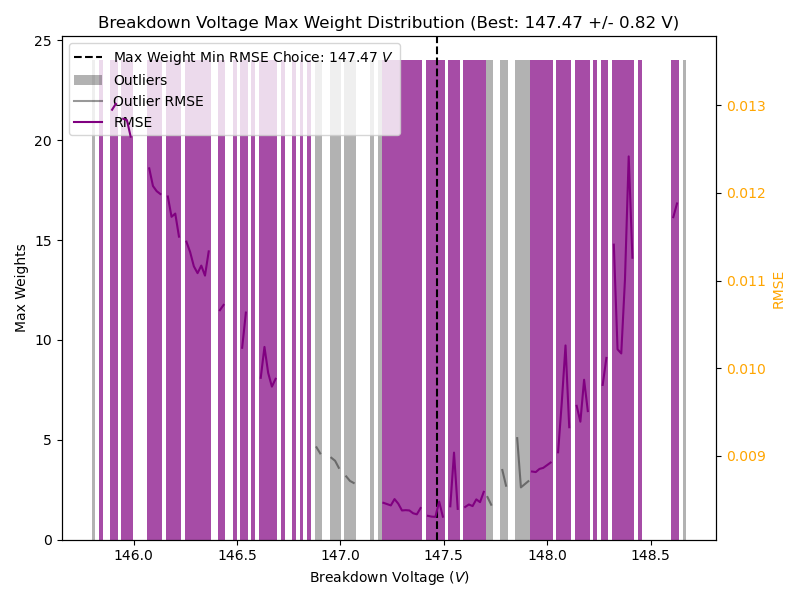 Breakdown Voltage Max Weight Distribution (Best: 147.47 +/- 0.82 V)
Max Weight Min RMSE Choice: 147.47 V
Outliers
Outlier RMSE
RMSE
25
20
15
10
5
0
Max Weights
0.013
0.012
0.011
0.010
0.009
RMSE
146.0 146.5 147.0 147.5 148.0 148.5
Breakdown Voltage (V)